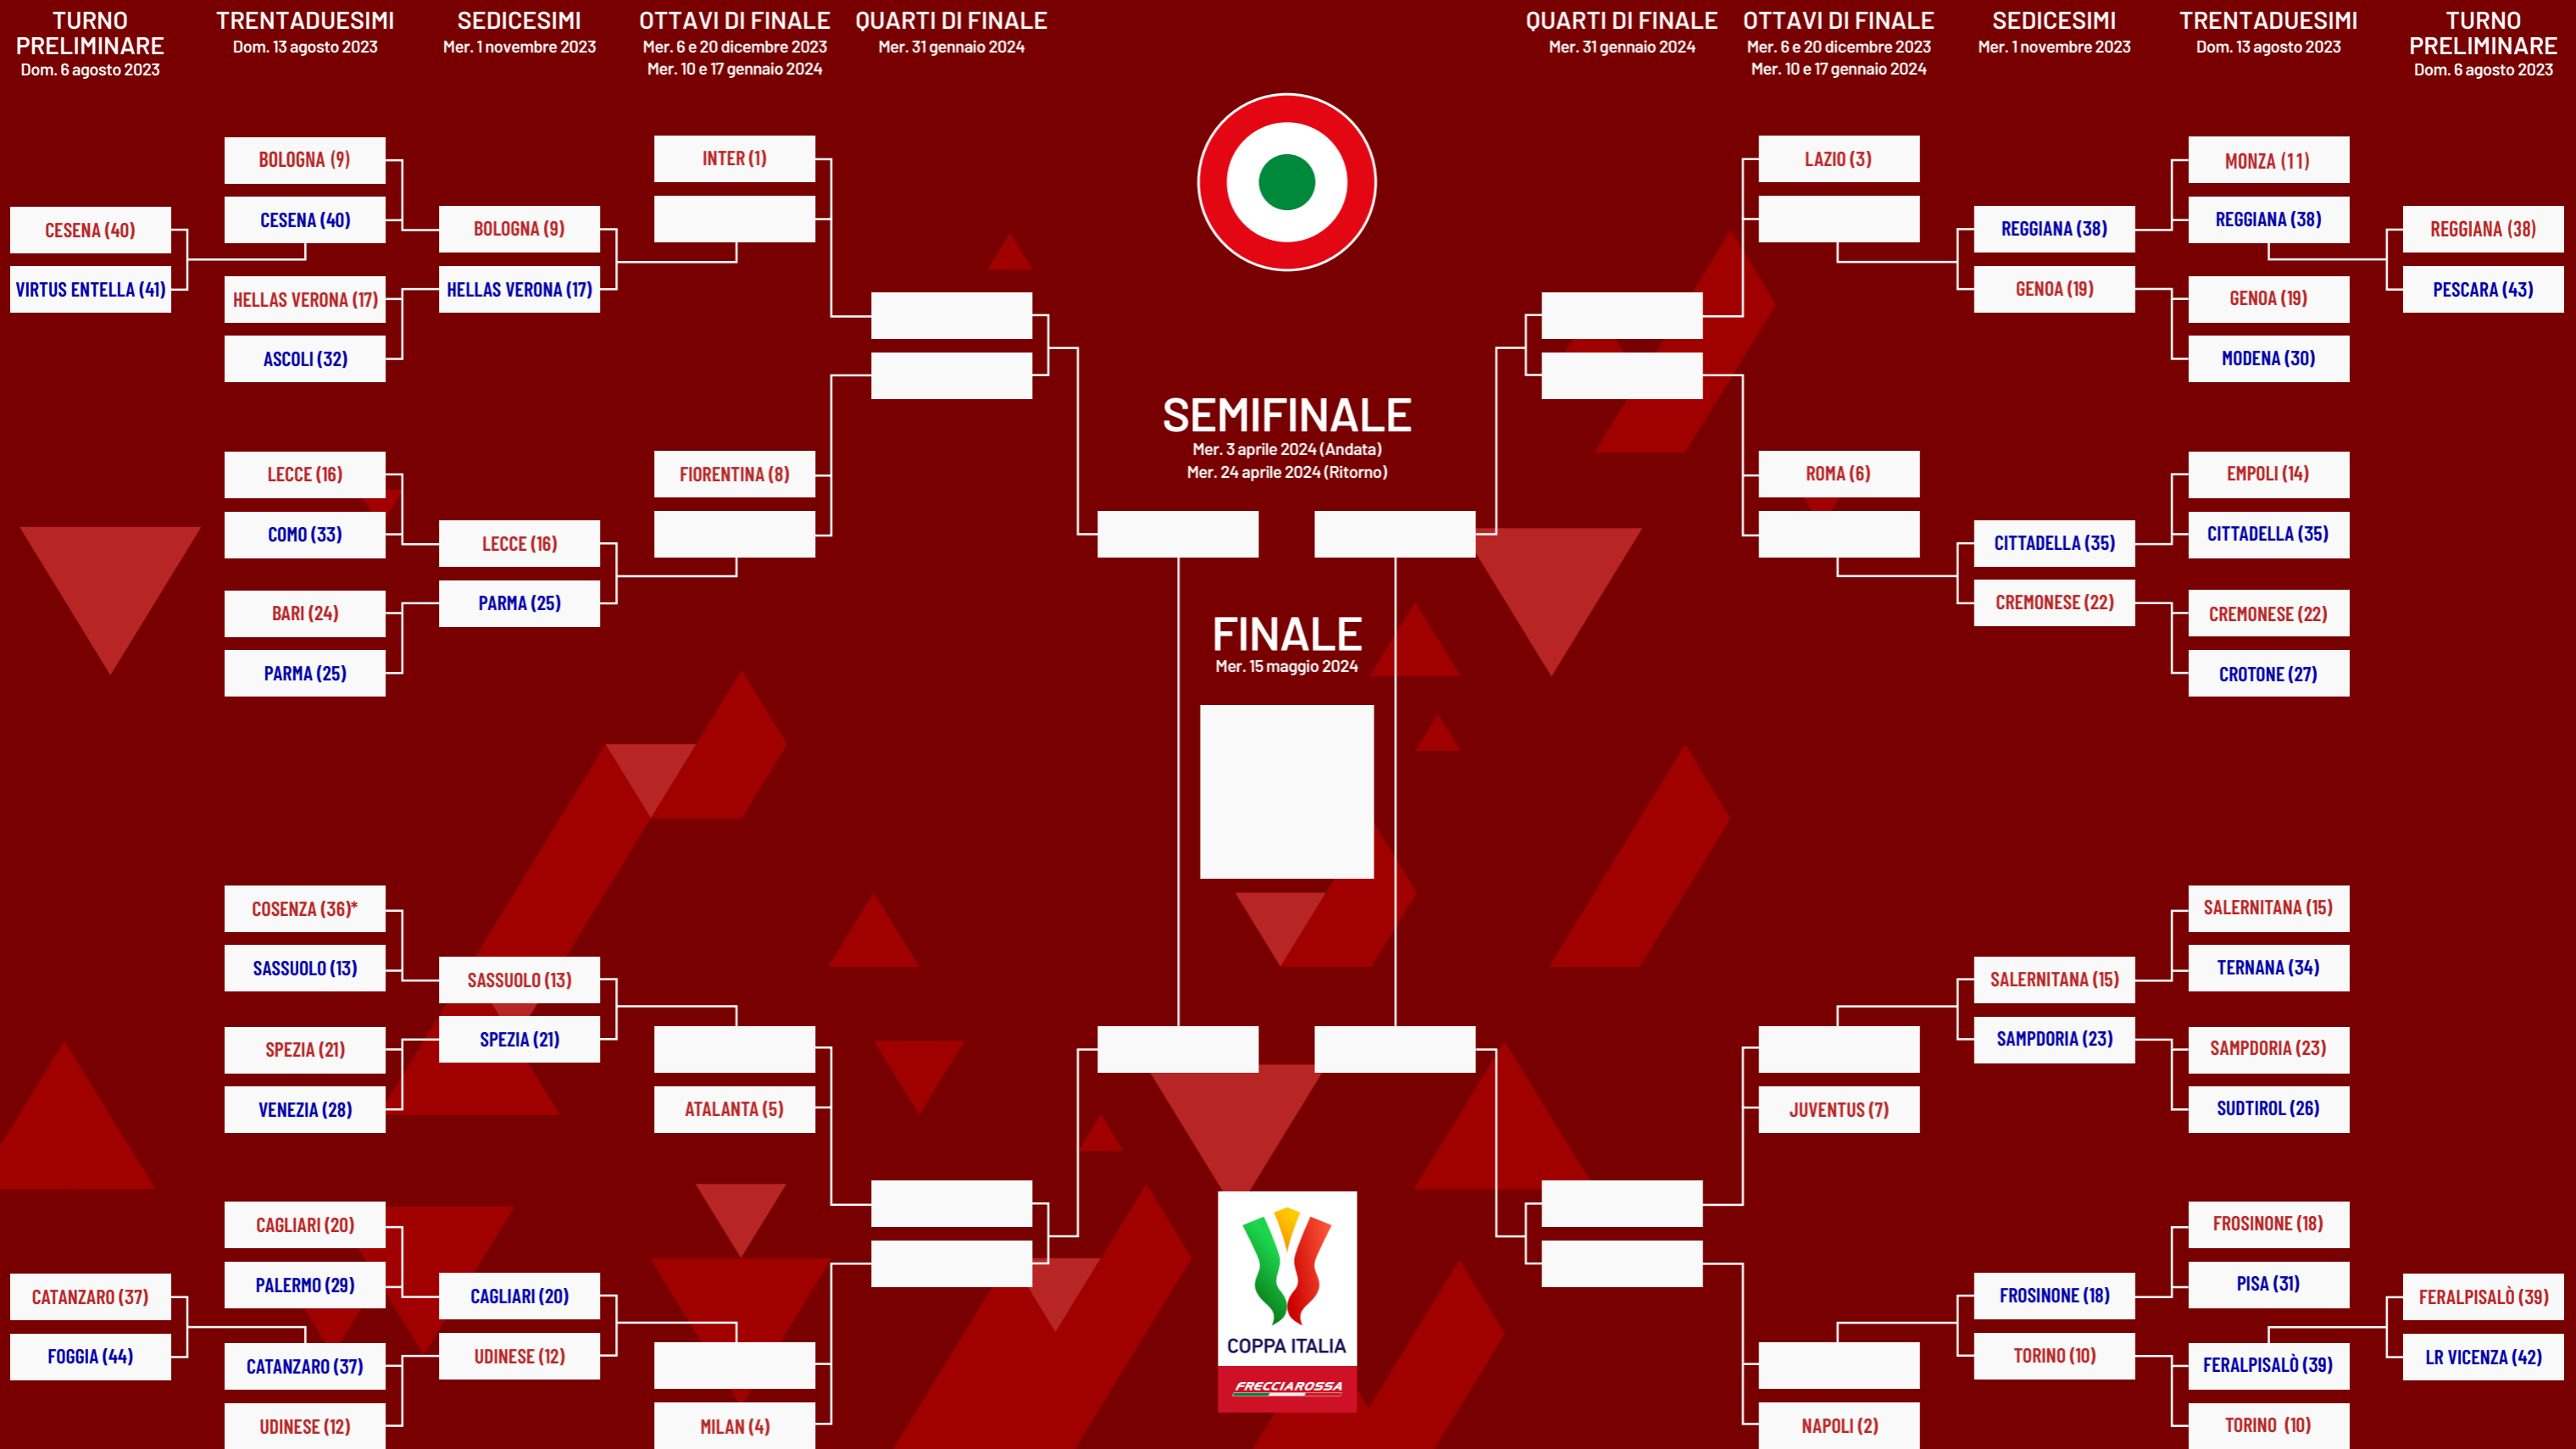 TURNO
PRELIMINARE
Dom. 6 agosto 2023
TRENTADUESIMI
Dom. 13 agosto 2023
SEDICESIMI
Mer. 1 novembre 2023
OTTAVI DI FINALE
Mer. 6 e 20 dicembre 2023
Mer. 10 e 17 gennaio 2024
QUARTI DI FINALE
Mer. 31 gennaio 2024
QUARTI DI FINALE
Mer. 31 gennaio 2024
OTTAVI DI FINALE
Mer. 6 e 20 dicembre 2023
Mer. 10 e 17 gennaio 2024
SEDICESIMI
Mer. 1 novembre 2023
TRENTADUESIMI
Dom. 13 agosto 2023
TURNO
PRELIMINARE
Dom. 6 agosto 2023
CESENA (40)
VIRTUS ENTELLA (41)
CATANZARO (37)
FOGGIA (44)
BOLOGNA (9)
CESENA (40)
HELLAS VERONA (17)
ASCOLI (32)
LECCE (16)
COMO (33)
BARI (24)
PARMA (25)
COSENZA (36)*
SASSUOLO (13)
SPEZIA (21)
VENEZIA (28)
CAGLIARI (20)
PALERMO (29)
CATANZARO (37)
UDINESE (12)
BOLOGNA (9)
HELLAS VERONA (17)
LECCE (16)
PARMA (25)
SASSUOLO (13)
SPEZIA (21)
CAGLIARI (20)
UDINESE (12)
INTER (1)
FIORENTINA (8)
ATALANTA (5)
MILAN (4)
SEMIFINALE
Mer. 3 aprile 2024 (Andata)
Mer. 24 aprile 2024 (Ritorno)
FINALE
Mer. 15 maggio 2024
COPPA ITALIA
FRECCIAROSSA
LAZIO (3)
ROMA (6)
JUVENTUS (7)
NAPOLI (2)
REGGIANA (38)
GENOA (19)
CITTADELLA (35)
CREMONESE (22)
SALERNITANA (15)
SAMPDORIA (23)
FROSINONE (18)
TORINO (10)
MONZA (11)
REGGIANA (38)
GENOA (19)
MODENA (30)
EMPOLI (14)
CITTADELLA (35)
CREMONESE (22)
CROTONE (27)
SALERNITANA (15)
TERNANA (34)
SAMPDORIA (23)
SUDTIROL (26)
FROSINONE (18)
PISA (31)
FERALPISALÒ (39)
TORINO (10)
REGGIANA (38)
PESCARA (43)
FERALPISALÒ (39)
LR VICENZA (42)